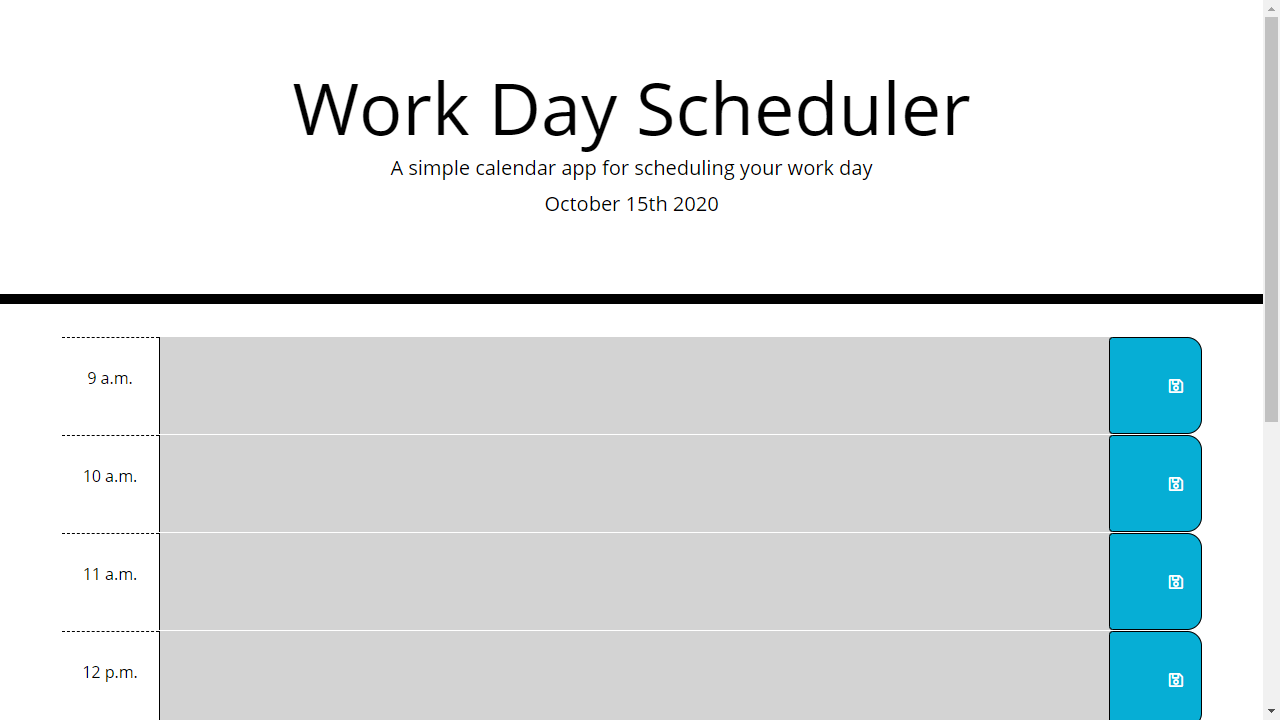 Work Day Scheduler
A simple calendar app for scheduling your work day
October 15th 2020
9 a.m.
10 a.m.
11 a.m.
12 p.m.